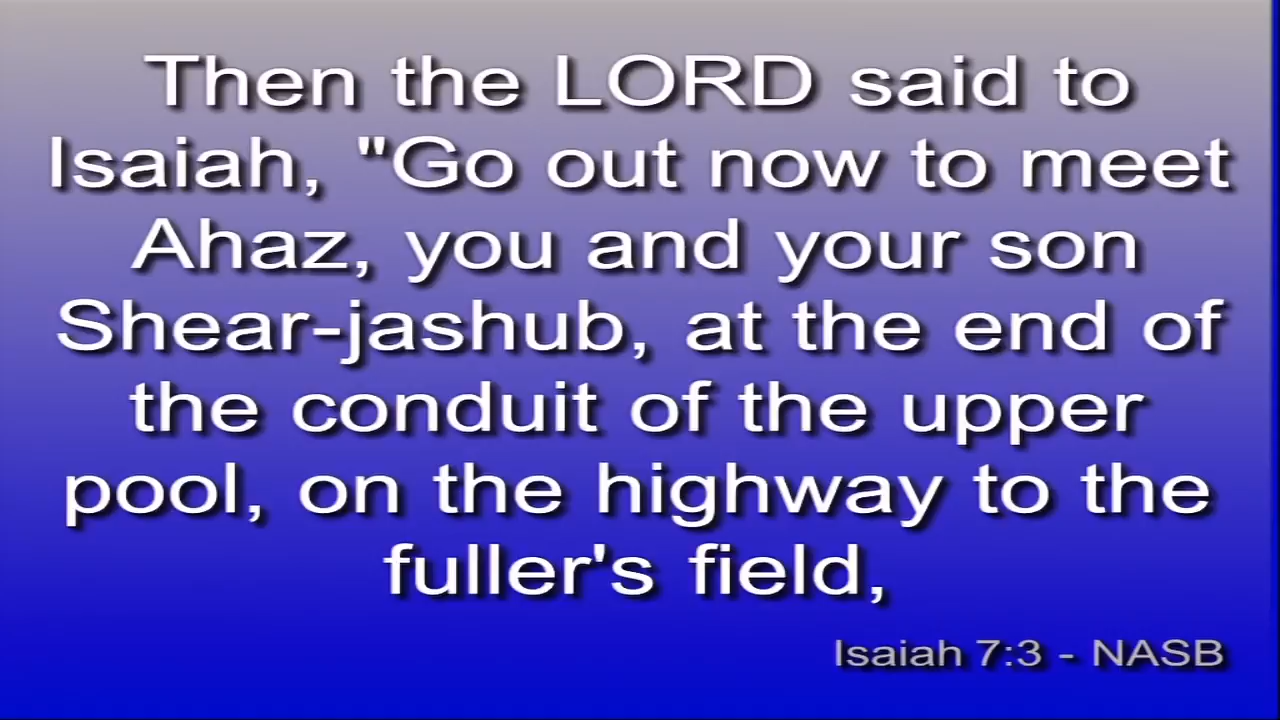 Then the LORD said to
Isaiah, "Go out now to meet
Ahaz, you and your son
Shear-jashub, at the end of
the conduit of the upper
pool, on the highway to the
fuller's field,
Isaiah 7:3 - NASB